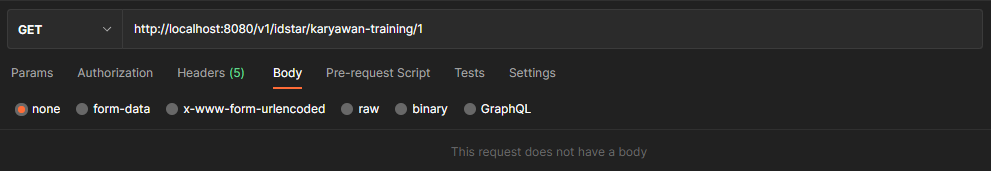 GET http://localhost:8080/v1/idstar/karyawan-training/1
Params Authorization Headers (5) Body Pre-request Script Tests Settings
none form-data x-www-form-urlencoded raw binary GraphQL
This request does not have a body